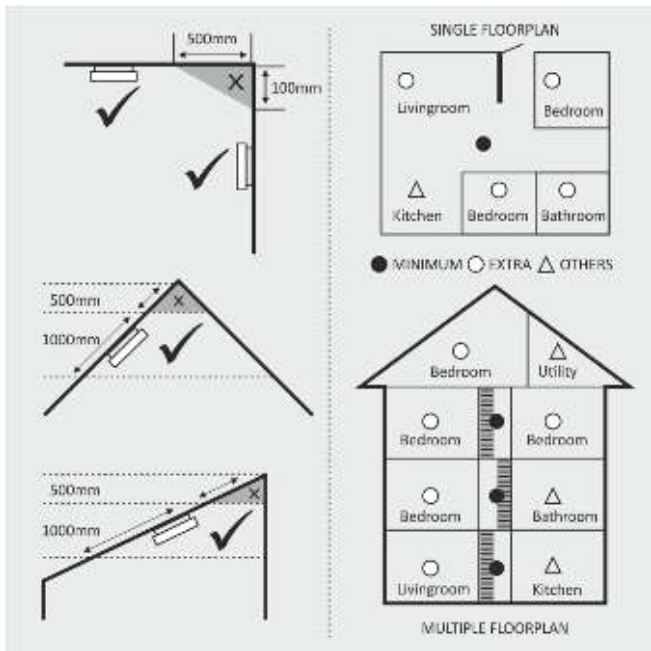 500mm
100mm
500mm
1000mm
500mm
1000mm
SINGLE FLOORPLAN
Livingroom
Bedroom
Kitchen
Bedroom
Bathroom
MINIMUM EXTRA OTHERS
Bedroom
Utility
Bedroom
Bedroom
Bedroom
Bathroom
Livingroom
Kitchen
MULTIPLE FLOORPLAN